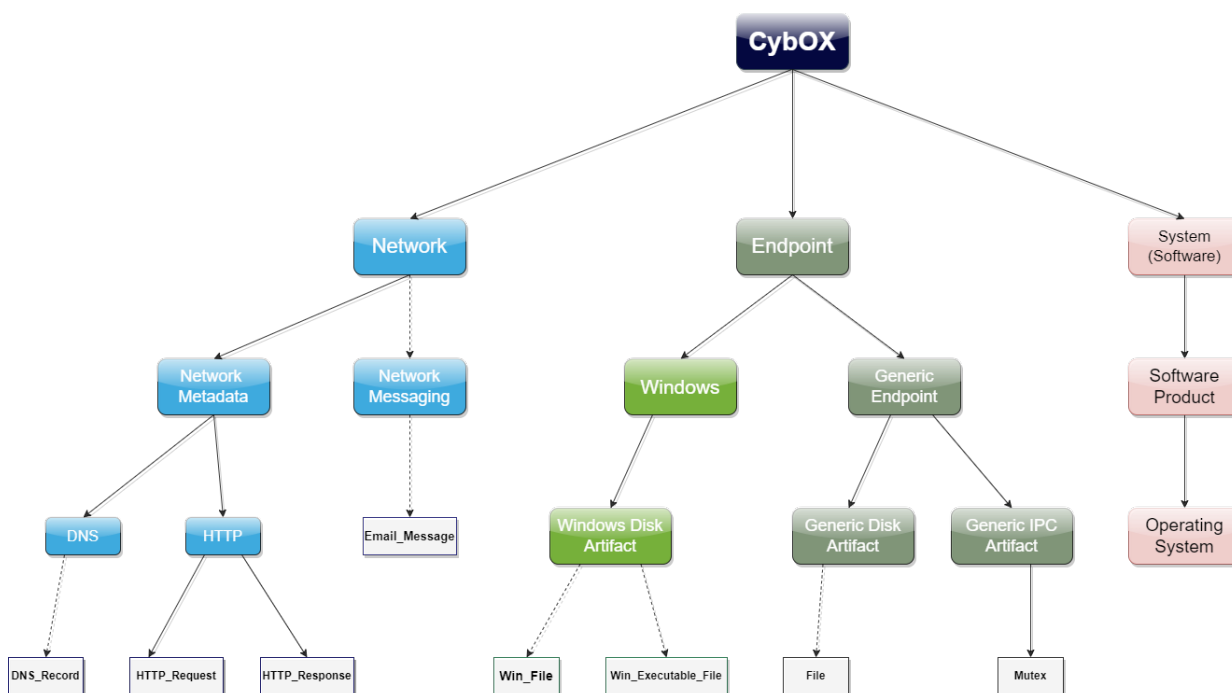 CybOX
Network
Endpoint
System
(Software)
Network
Metadata
Network
Messaging
Windows
Generic
Endpoint
Software
Product
DNS
HTTP
Email_Message
Windows Disk
Artifact
Generic Disk
Artifact
Generic IPC
Artifact
Operating
System
DNS_Record
HTTP_Request
HTTP_Response
Win_File
Win_Executable_File
File
Mutex